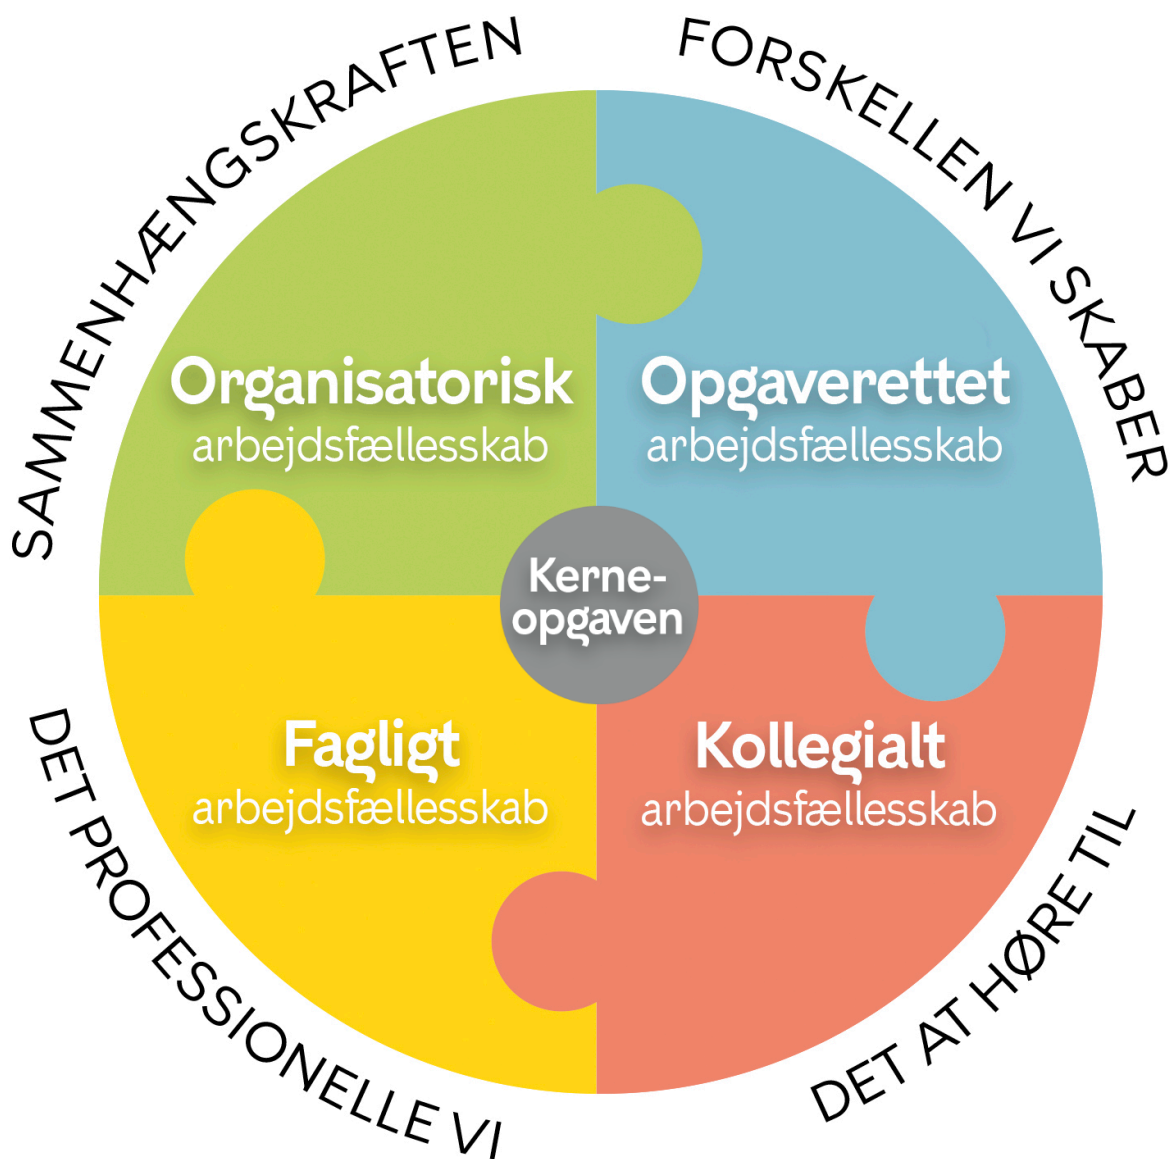 SAMMENHÆNGSKRAFTEN
FORSKELLEN VI SKABER
Organisatorisk
arbejdsfællesskab
Opgaverettet
arbejdsfællesskab
Kerne-
opgaven
Fagligt
arbejdsfællesskab
Kollegialt
arbejdsfællesskab
DET PROFESSIONELLE VI
DET AT HØRE TIL